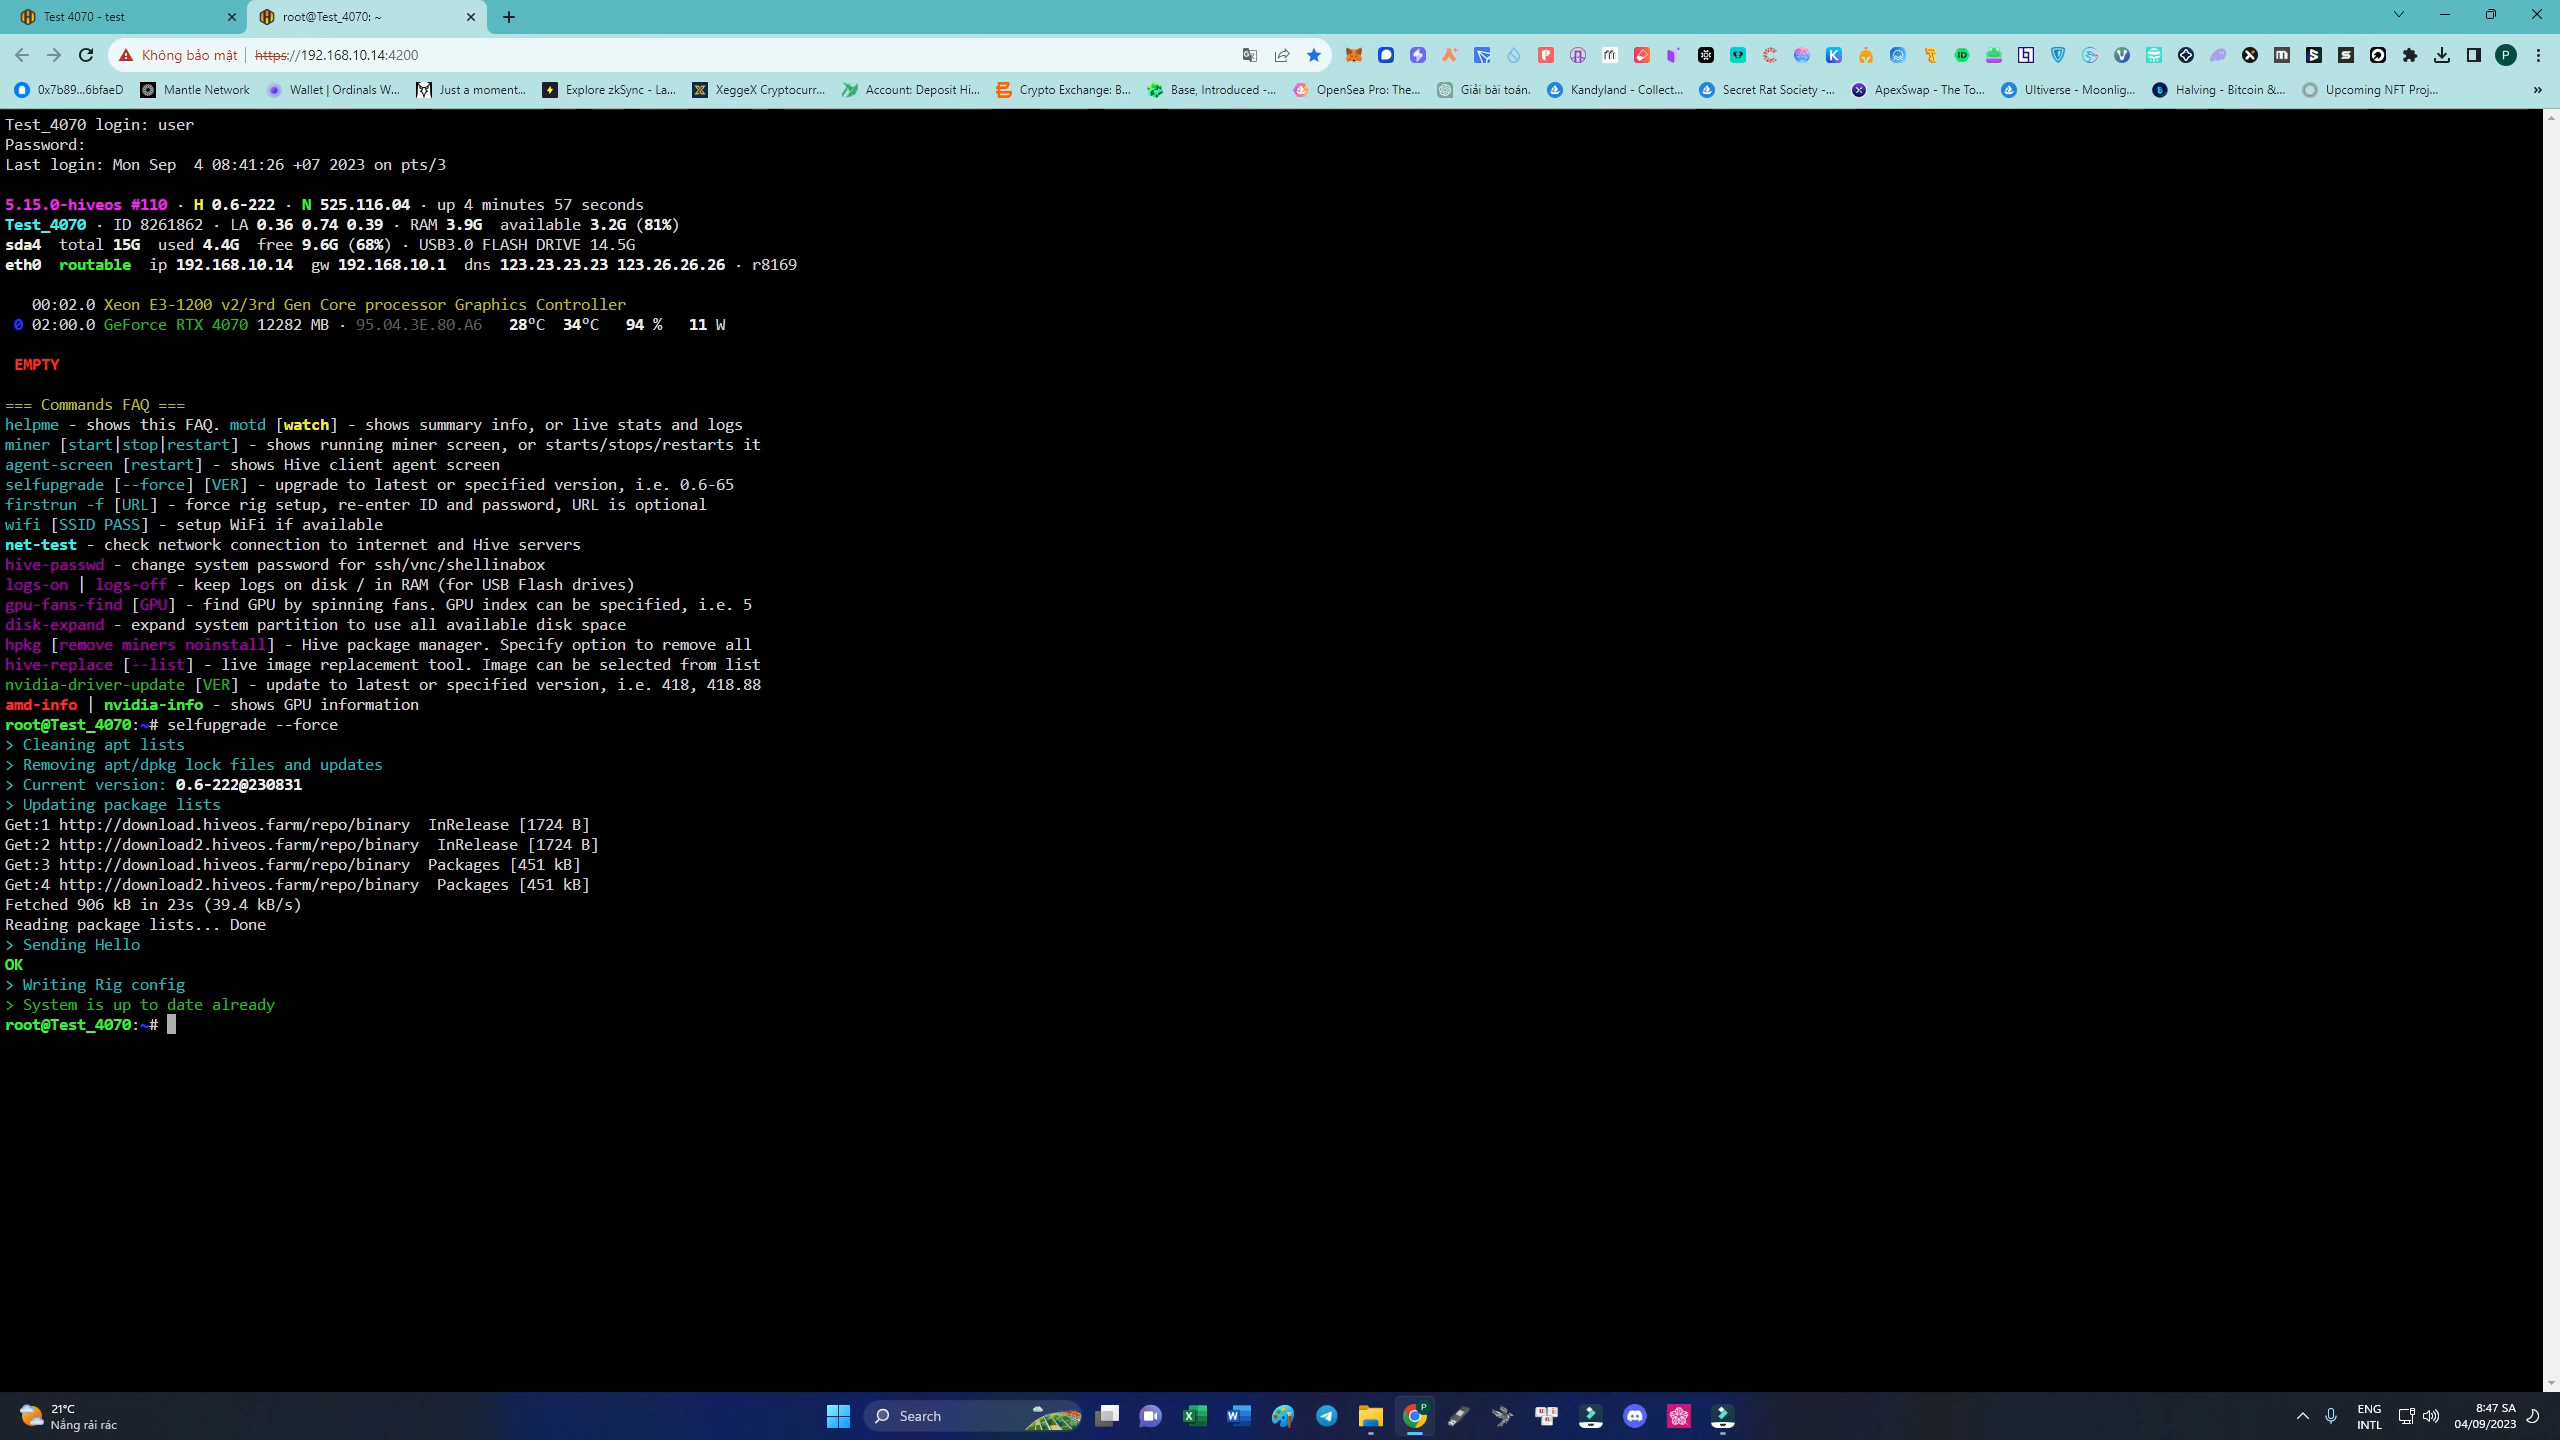 Test 4070 - test
root@Test_4070: ~
Không bảo mật
https://192.168.10.14:4200
0x7b89...6bfaeD
Mantle Network
Wallet | Ordinals W...
Just a moment...
Explore zkSync - La...
XeggeX Cryptocurr...
Account: Deposit Hi...
Crypto Exchange: B...
Base, Introduced -...
OpenSea Pro: The...
Giải bài toán.
Kandyland - Collect...
Secret Rat Society -...
ApexSwap - The To...
Ultiverse - Moonlig...
Halving - Bitcoin &...
Upcoming NFT Proj...
Test_4070 login: user
Password:
Last login: Mon Sep  4 08:41:26 +07 2023 on pts/3
5.15.0-hiveos #110 · H 0.6-222 · N 525.116.04 · up 4 minutes 57 seconds
Test_4070 · ID 8261862 · LA 0.36 0.74 0.39 · RAM 3.9G  available 3.2G (81%)
sda4  total 15G  used 4.4G  free 9.6G (68%) · USB3.0 FLASH DRIVE 14.5G
eth0  routable  ip 192.168.10.14  gw 192.168.10.1  dns 123.23.23.23 123.26.26.26 · r8169
00:02.0 Xeon E3-1200 v2/3rd Gen Core processor Graphics Controller
0 02:00.0 GeForce RTX 4070 12282 MB · 95.04.3E.80.A6   28°C  34°C   94 %   11 W
EMPTY
=== Commands FAQ ===
helpme - shows this FAQ. motd [watch] - shows summary info, or live stats and logs
miner [start|stop|restart] - shows running miner screen, or starts/stops/restarts it
agent-screen [restart] - shows Hive client agent screen
selfupgrade [--force] [VER] - upgrade to latest or specified version, i.e. 0.6-65
firstrun -f [URL] - force rig setup, re-enter ID and password, URL is optional
wifi [SSID PASS] - setup WiFi if available
net-test - check network connection to internet and Hive servers
hive-passwd - change system password for ssh/vnc/shellinabox
logs-on | logs-off - keep logs on disk / in RAM (for USB Flash drives)
gpu-fans-find [GPU] - find GPU by spinning fans. GPU index can be specified, i.e. 5
disk-expand - expand system partition to use all available disk space
hpkg [remove miners noinstall] - Hive package manager. Specify option to remove all
hive-replace [--list] - live image replacement tool. Image can be selected from list
nvidia-driver-update [VER] - update to latest or specified version, i.e. 418, 418.88
amd-info | nvidia-info - shows GPU information
root@Test_4070:~# selfupgrade --force
> Cleaning apt lists
> Removing apt/dpkg lock files and updates
> Current version: 0.6-222@230831
> Updating package lists
Get:1 http://download.hiveos.farm/repo/binary  InRelease [1724 B]
Get:2 http://download2.hiveos.farm/repo/binary  InRelease [1724 B]
Get:3 http://download.hiveos.farm/repo/binary  Packages [451 kB]
Get:4 http://download2.hiveos.farm/repo/binary  Packages [451 kB]
Fetched 906 kB in 23s (39.4 kB/s)
Reading package lists... Done
> Sending Hello
OK
> Writing Rig config
> System is up to date already
root@Test_4070:~#
21°C
Nắng rải rác
Search
ENG
INTL
8:47 SA
04/09/2023